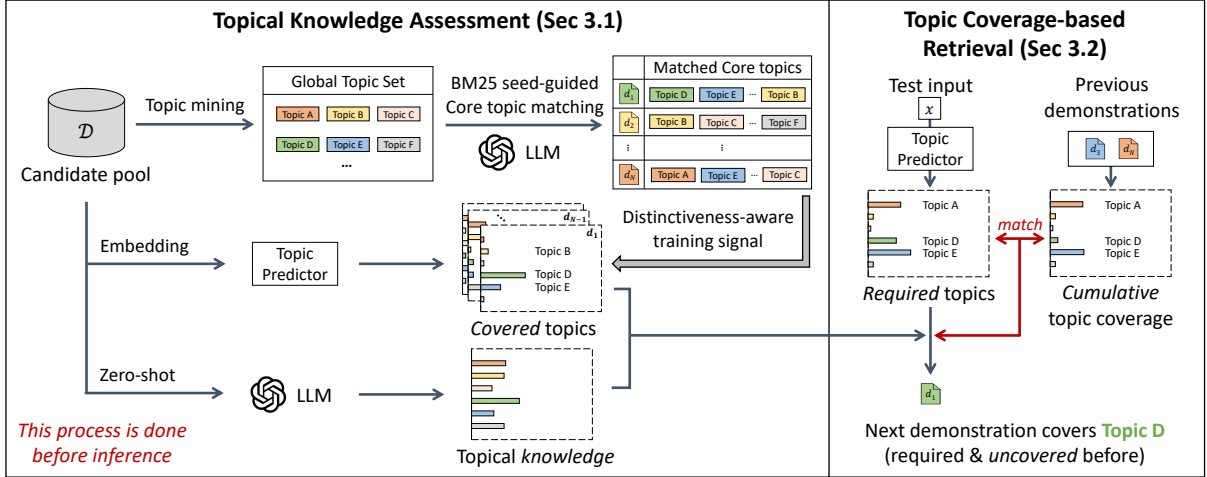 Topical Knowledge Assessment (Sec 3.1)
𝒟
Candidate pool
Topic mining
Global Topic Set
Topic A Topic B Topic C
Topic D Topic E Topic F
...
BM25 seed-guided
Core topic matching
LLM
Matched Core topics
d₁ Topic D Topic E ... Topic B
d₂ Topic B Topic C ... Topic F
⋮ ⋮
d_N Topic A Topic E ... Topic C
Distinctiveness-aware
training signal
Embedding
Topic
Predictor
⋱ d_{N-1}
d₁
Topic B
Topic D
Topic E
Covered topics
Zero-shot
LLM
Topical knowledge
This process is done
before inference
Topic Coverage-based
Retrieval (Sec 3.2)
Test input
x
Topic
Predictor
Topic A
Topic D
Topic E
Required topics
Previous
demonstrations
d₃ d_N
Topic A
Topic D
Topic E
Cumulative
topic coverage
match
d₁
Next demonstration covers Topic D
(required & uncovered before)